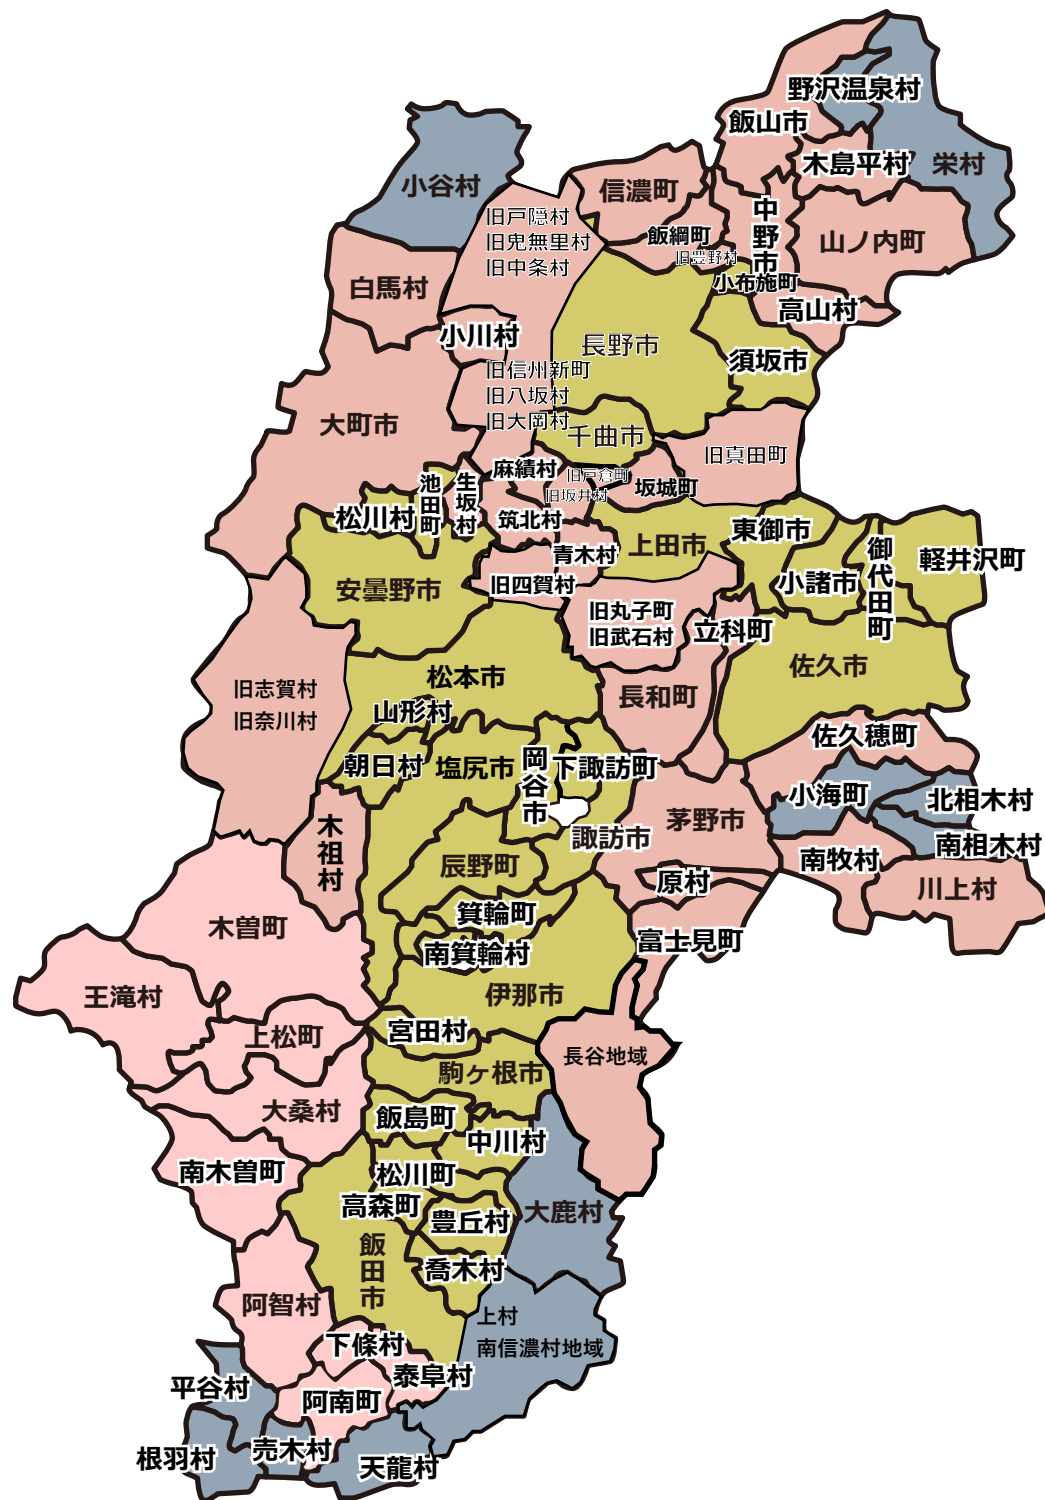 野沢温泉村
飯山市
木島平村
栄村
小谷村
信濃町
中野市
旧戸隠村
旧鬼無里村
旧中条村
飯綱町
旧豊野村
山ノ内町
小布施町
高山村
白馬村
小川村
長野市
須坂市
旧信州新町
旧八坂村
旧大岡村
大町市
千曲市
旧真田町
麻績村
旧戸倉町
旧坂井村
坂城町
池田町
生坂村
松川村
筑北村
青木村
上田市
東御市
御代田町
軽井沢町
小諸市
安曇野市
旧四賀村
旧丸子町
旧武石村
立科町
佐久市
松本市
旧志賀村
旧奈川村
長和町
山形村
佐久穂町
朝日村
塩尻市
岡谷市
下諏訪町
小海町
北相木村
木祖村
諏訪市
茅野市
南相木村
辰野町
南牧村
原村
川上村
木曽町
箕輪町
富士見町
南箕輪村
王滝村
伊那市
上松町
宮田村
長谷地域
駒ヶ根市
大桑村
飯島町
中川村
南木曽町
松川町
高森町
豊丘村
大鹿村
飯田市
喬木村
阿智村
上村
南信濃村地域
下條村
泰阜村
平谷村
阿南町
売木村
根羽村
天龍村